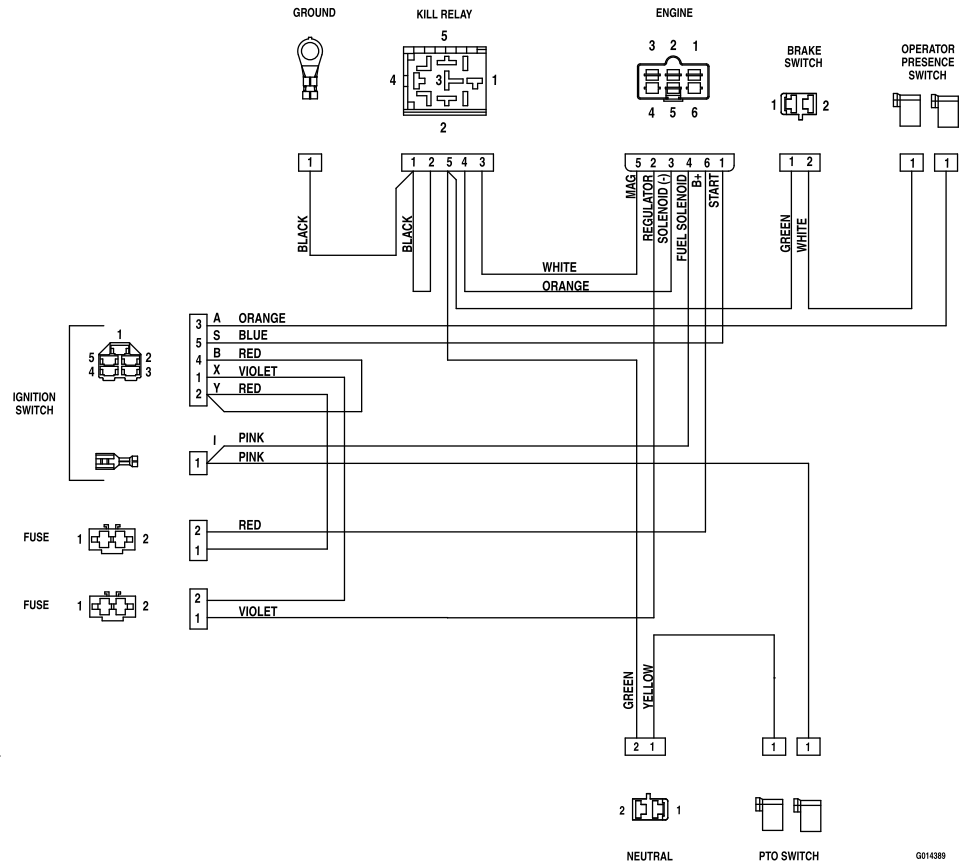 GROUND
KILL RELAY
ENGINE
BRAKE
SWITCH
OPERATOR
PRESENCE
SWITCH
5
4 3 1
2
3 2 1
4 5 6
1 2
1
1 2 5 4 3
5 2 3 4 6 1
1 2
1
1
BLACK
BLACK
MAG
REGULATOR
SOLENOID (-)
FUEL SOLENOID
B+
START
GREEN
WHITE
WHITE
ORANGE
IGNITION
SWITCH
1
5 2
4 3
3 A ORANGE
5 S BLUE
4 B RED
1 X VIOLET
2 Y RED
I PINK
1 PINK
FUSE 1 2
2 RED
1
FUSE 1 2
2
1 VIOLET
GREEN
YELLOW
2 1
1
1
2 1
NEUTRAL
PTO SWITCH
G014389